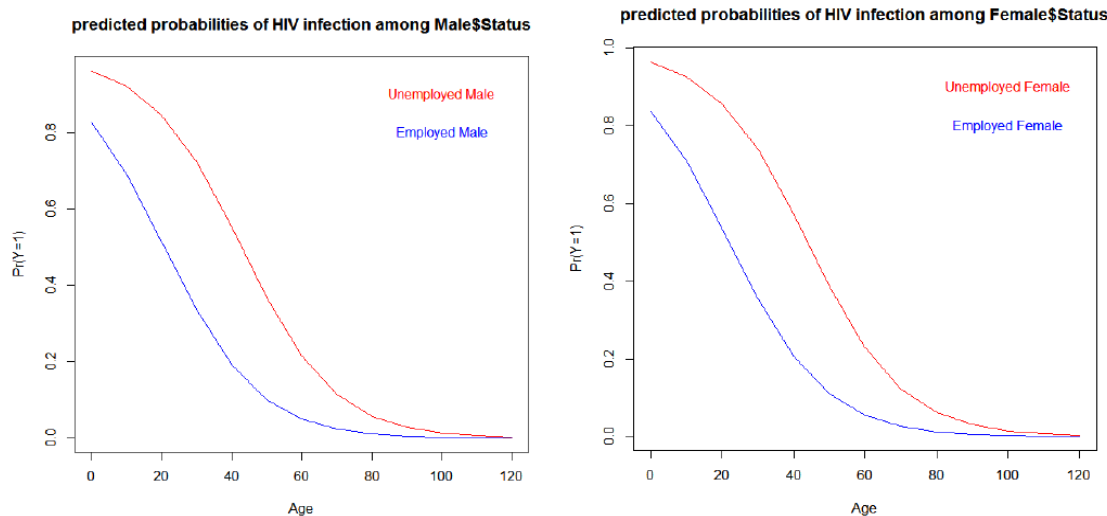 predicted probabilities of HIV infection among Male$Status
Unemployed Male
Employed Male
Pr(Y=1)
0.8
0.6
0.4
0.2
0.0
0 20 40 60 80 100 120
Age
predicted probabilities of HIV infection among Female$Status
Unemployed Female
Employed Female
Pr(Y=1)
1.0
0.8
0.6
0.4
0.2
0.0
0 20 40 60 80 100 120
Age